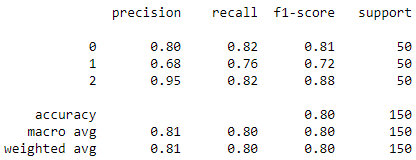 precision recall f1-score support
0 0.80 0.82 0.81 50
1 0.68 0.76 0.72 50
2 0.95 0.82 0.88 50
accuracy 0.80 150
macro avg 0.81 0.80 0.80 150
weighted avg 0.81 0.80 0.80 150